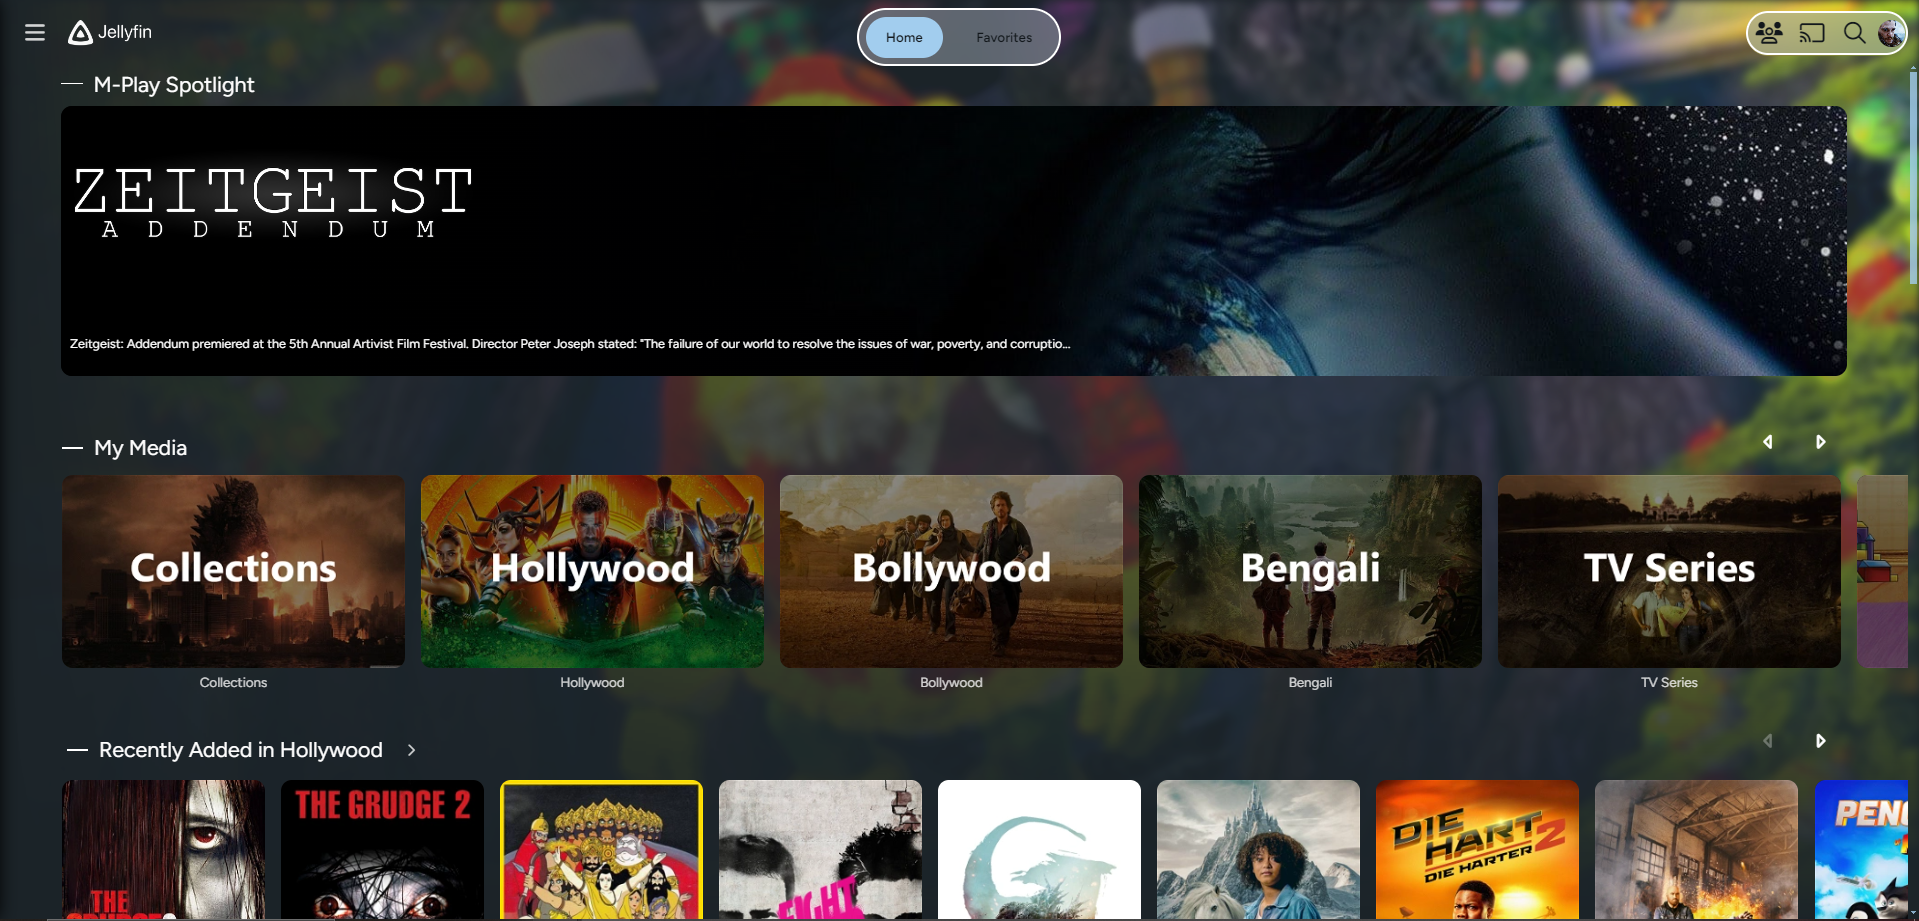 Jellyfin
Home
Favorites
M-Play Spotlight
ZEITGEIST
ADDENDUM
Zeitgeist: Addendum premiered at the 5th Annual Artivist Film Festival. Director Peter Joseph stated: "The failure of our world to resolve the issues of war, poverty, and corruptio...
My Media
Collections
Hollywood
Bollywood
Bengali
TV Series
Collections
Hollywood
Bollywood
Bengali
TV Series
Recently Added in Hollywood
THE
GRUDGE
THE GRUDGE 2
FIGHT
DIE
HART 2
DIE HARTER